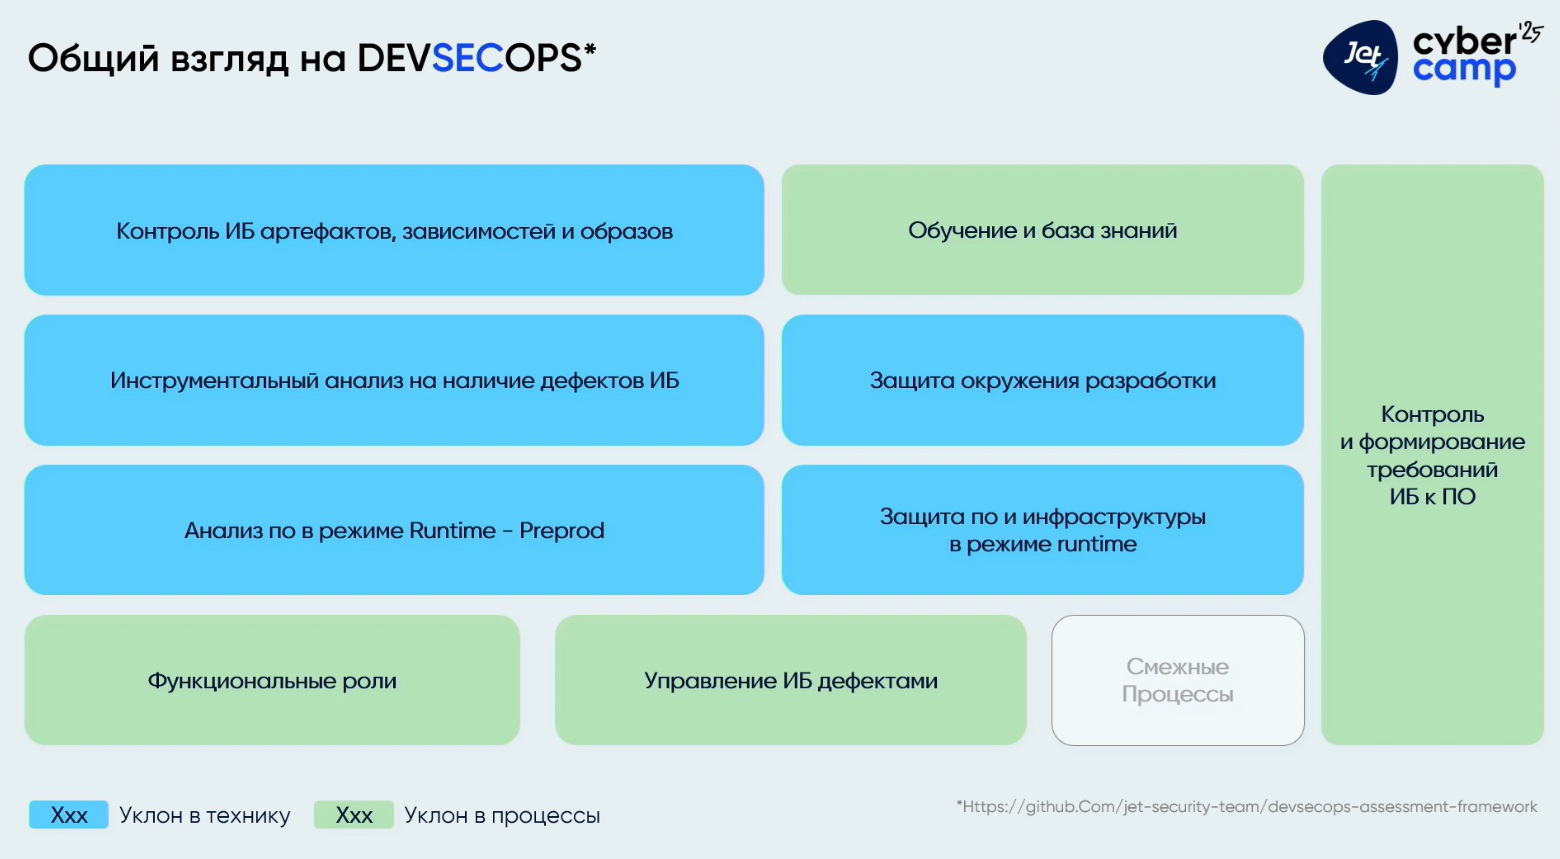 Общий взгляд на DEVSECOPS*
Jet
cyber'25
camp
Контроль ИБ артефактов, зависимостей и образов
Обучение и база знаний
Инструментальный анализ на наличие дефектов ИБ
Защита окружения разработки
Контроль
и формирование
требований
ИБ к ПО
Анализ по в режиме Runtime - Preprod
Защита по и инфраструктуры
в режиме runtime
Функциональные роли
Управление ИБ дефектами
Смежные
Процессы
Xxx Уклон в технику
Xxx Уклон в процессы
*Https://github.Com/jet-security-team/devsecops-assessment-framework